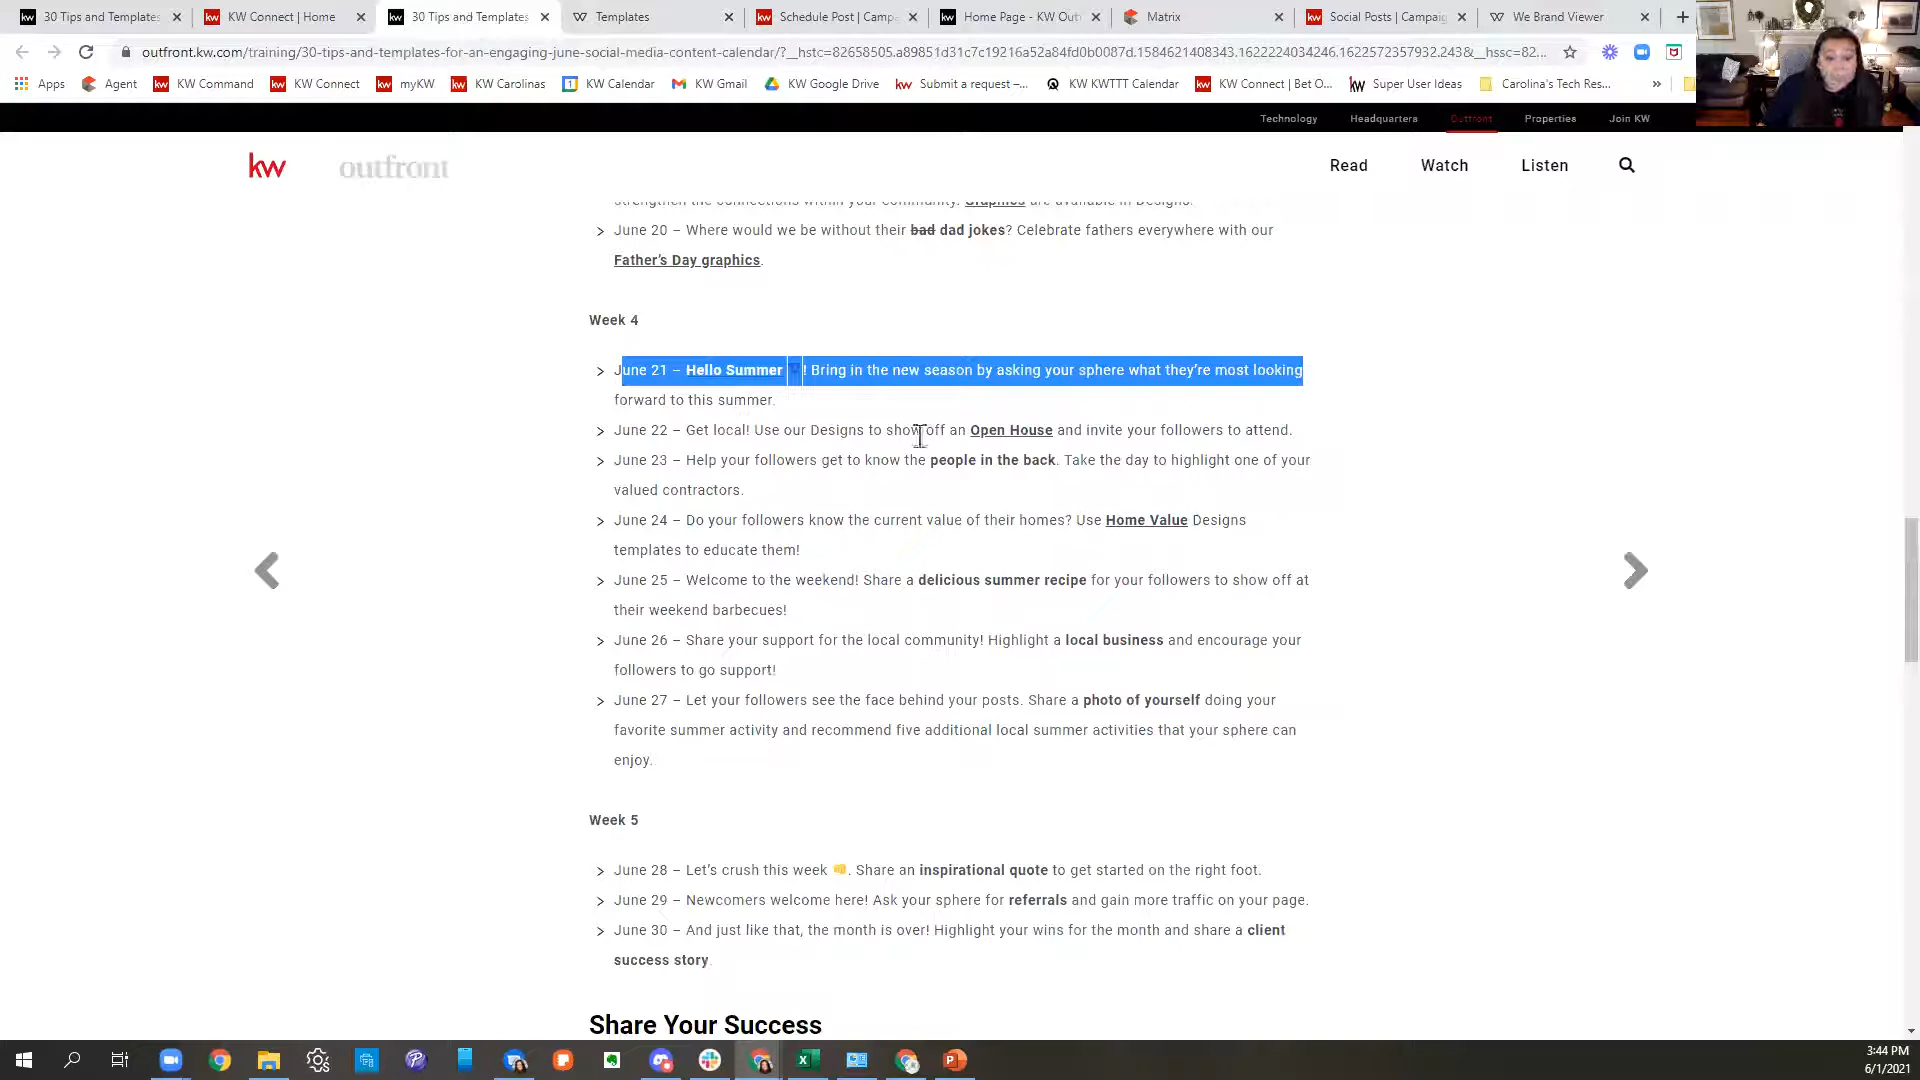 30 Tips and Templates
KW Connect | Home
30 Tips and Templates
Templates
Schedule Post | Camp
Home Page - KW Out
Matrix
Social Posts | Campaig
We Brand Viewer
outfront.kw.com/training/30-tips-and-templates-for-an-engaging-june-social-media-content-calendar/?__hstc=82658505.a89851d31c7c19216a52a84fd0b0087d.1584621408343.1622224034246.1622572357932.243&__hssc=82...
Apps
Agent
KW Command
KW Connect
myKW
KW Carolinas
KW Calendar
KW Gmail
KW Google Drive
Submit a request –...
KW KWTTT Calendar
KW Connect | Bet O...
Super User Ideas
Carolina's Tech Res...
Technology
Headquarters
Outfront
Properties
Join KW
kw
outfront
Read
Watch
Listen
strengthen the connections within your community. Graphics are available in Designs.
June 20 – Where would we be without their bad dad jokes? Celebrate fathers everywhere with our
Father's Day graphics.
Week 4
June 21 – Hello Summer ! Bring in the new season by asking your sphere what they're most looking
forward to this summer.
June 22 – Get local! Use our Designs to show off an Open House and invite your followers to attend.
June 23 – Help your followers get to know the people in the back. Take the day to highlight one of your
valued contractors.
June 24 – Do your followers know the current value of their homes? Use Home Value Designs
templates to educate them!
June 25 – Welcome to the weekend! Share a delicious summer recipe for your followers to show off at
their weekend barbecues!
June 26 – Share your support for the local community! Highlight a local business and encourage your
followers to go support!
June 27 – Let your followers see the face behind your posts. Share a photo of yourself doing your
favorite summer activity and recommend five additional local summer activities that your sphere can
enjoy.
Week 5
June 28 – Let's crush this week 👊. Share an inspirational quote to get started on the right foot.
June 29 – Newcomers welcome here! Ask your sphere for referrals and gain more traffic on your page.
June 30 – And just like that, the month is over! Highlight your wins for the month and share a client
success story.
Share Your Success
3:44 PM
6/1/2021